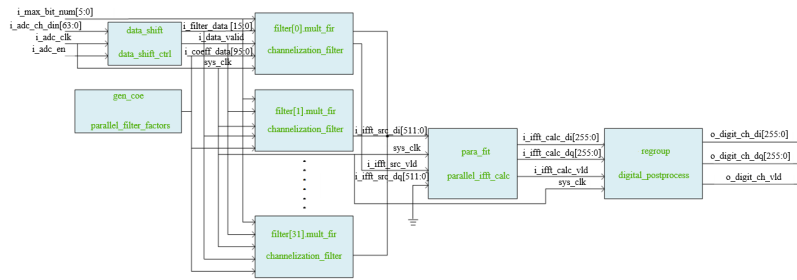 i_max_bit_num[5:0]
i_adc_ch_din[63:0]
i_adc_clk
i_adc_en
data_shift
data_shift_ctrl
i_filter_data [15:0]
i_data_valid
i_coeff_data[95:0]
sys_clk
filter[0].mult_fir
channelization_filter
gen_coe
parallel_filter_factors
filter[1].mult_fir
channelization_filter
filter[31].mult_fir
channelization_filter
i_ifft_src_di[511:0]
sys_clk
i_ifft_src_vld
i_ifft_src_dq[511:0]
para_fit
parallel_ifft_calc
i_ifft_calc_di[255:0]
i_ifft_calc_dq[255:0]
i_ifft_calc_vld
sys_clk
regroup
digital_postprocess
o_digit_ch_di[255:0]
o_digit_ch_dq[255:0]
o_digit_ch_vld